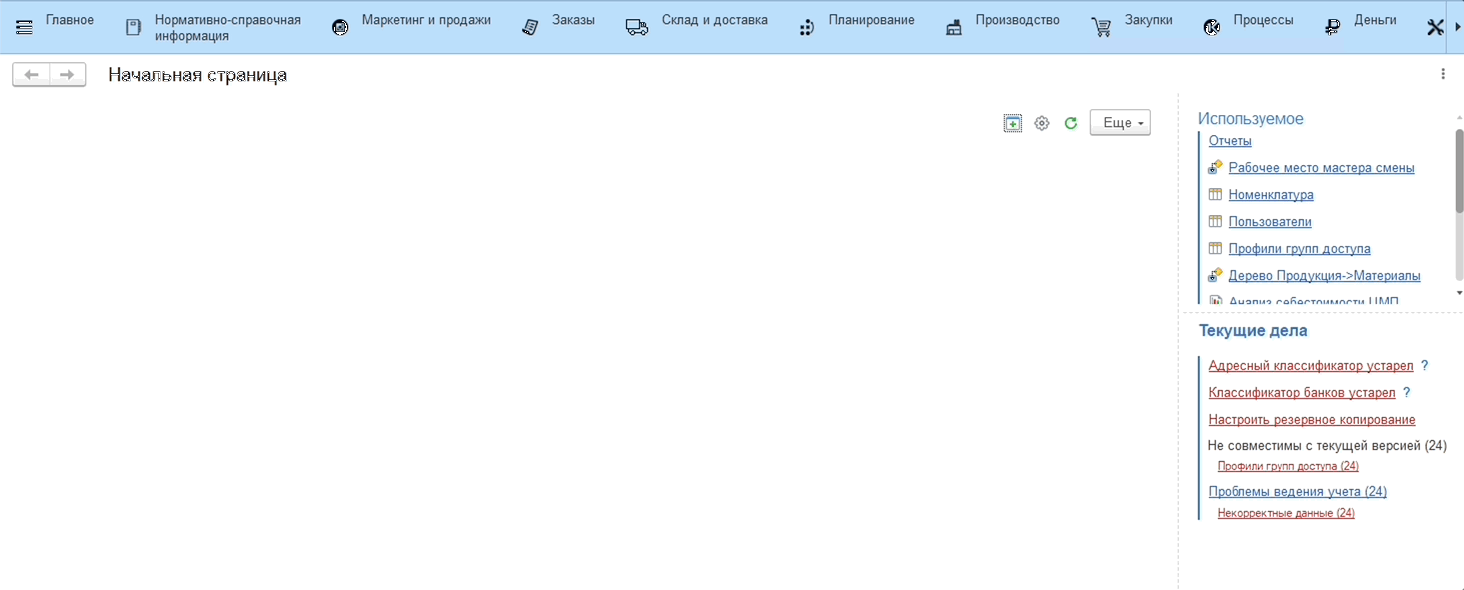 Главное
Нормативно-справочная
информация
Маркетинг и продажи
Заказы
Склад и доставка
Планирование
Производство
Закупки
Процессы
Деньги
Начальная страница
Еще
Используемое
Отчеты
Рабочее место мастера смены
Номенклатура
Пользователи
Профили групп доступа
Дерево Продукция->Материалы
Анализ себестоимости ЦМП
Текущие дела
Адресный классификатор устарел ?
Классификатор банков устарел ?
Настроить резервное копирование
Не совместимы с текущей версией (24)
Профили групп доступа (24)
Проблемы ведения учета (24)
Некорректные данные (24)